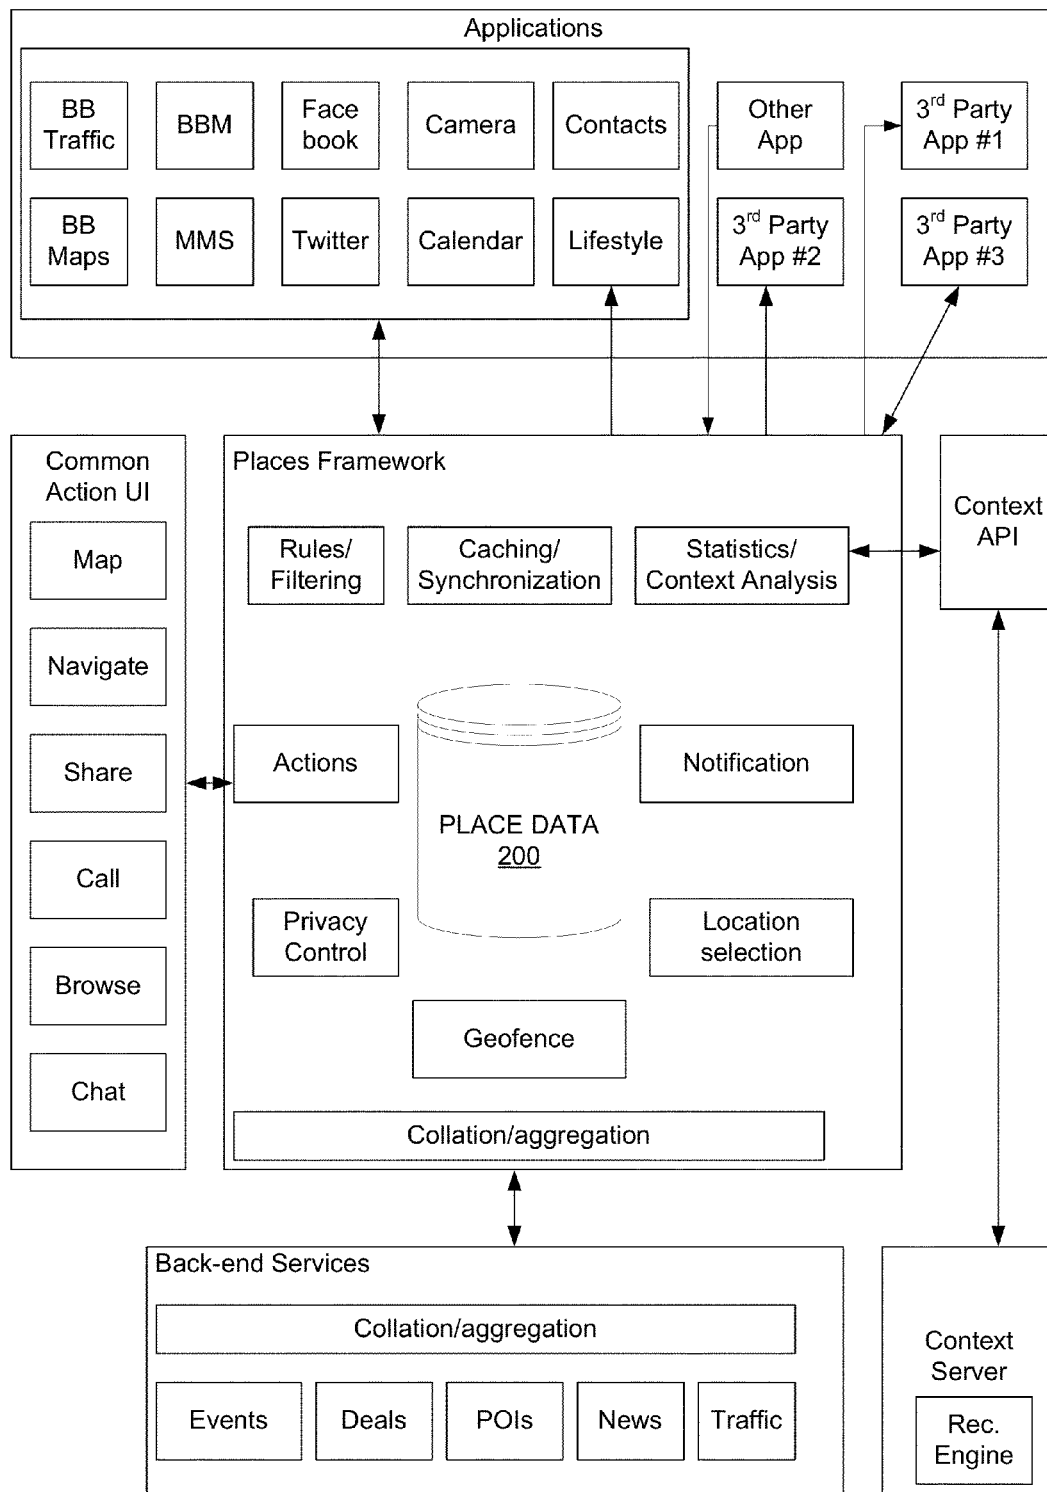 Applications
BB
Traffic
BBM
Face
book
Camera
Contacts
Other
App
3rd Party
App #1
BB
Maps
MMS
Twitter
Calendar
Lifestyle
3rd Party
App #2
3rd Party
App #3
Common
Action UI
Map
Navigate
Share
Call
Browse
Chat
Places Framework
Rules/
Filtering
Caching/
Synchronization
Statistics/
Context Analysis
Actions
PLACE DATA
200
Notification
Privacy
Control
Location
selection
Geofence
Collation/aggregation
Context
API
Back-end Services
Collation/aggregation
Events
Deals
POIs
News
Traffic
Context
Server
Rec.
Engine